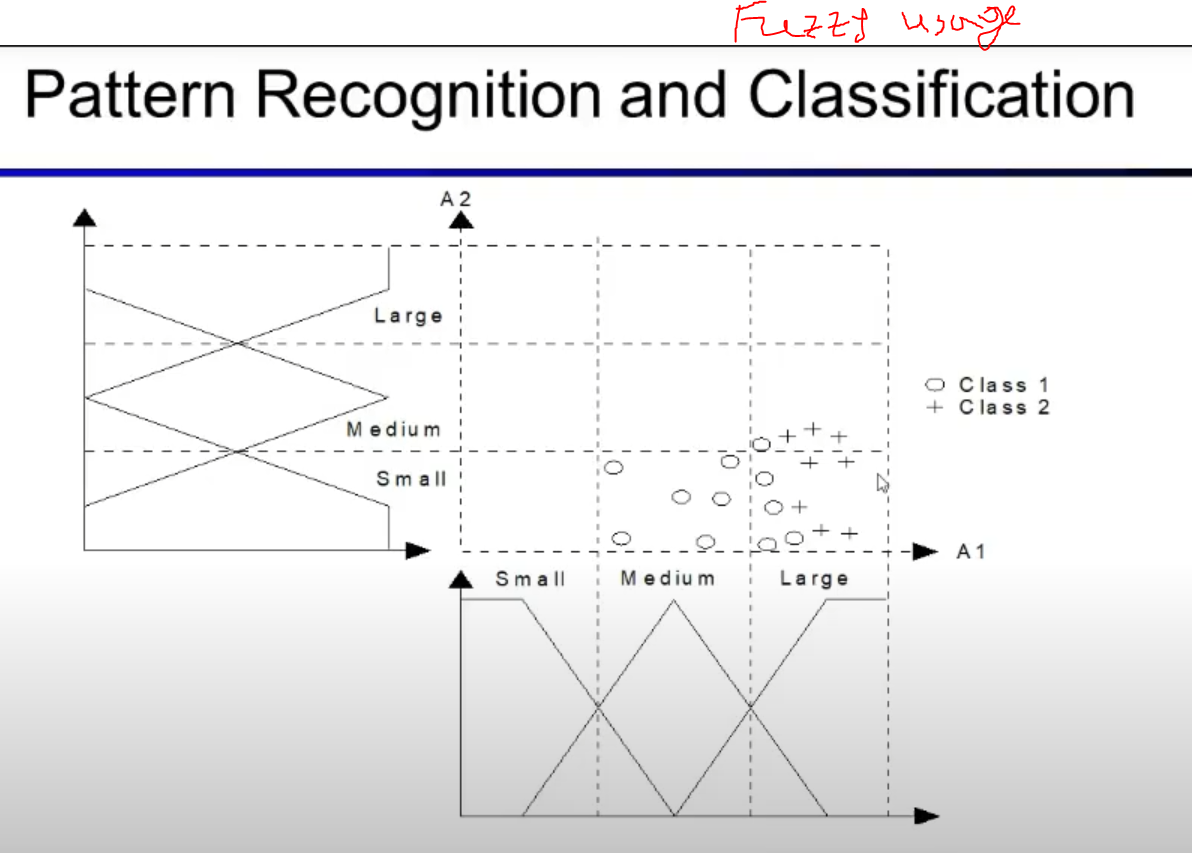 Fuzzy usage
Pattern Recognition and Classification
A2
Large
Medium
Small
Class 1
Class 2
A1
Small Medium Large